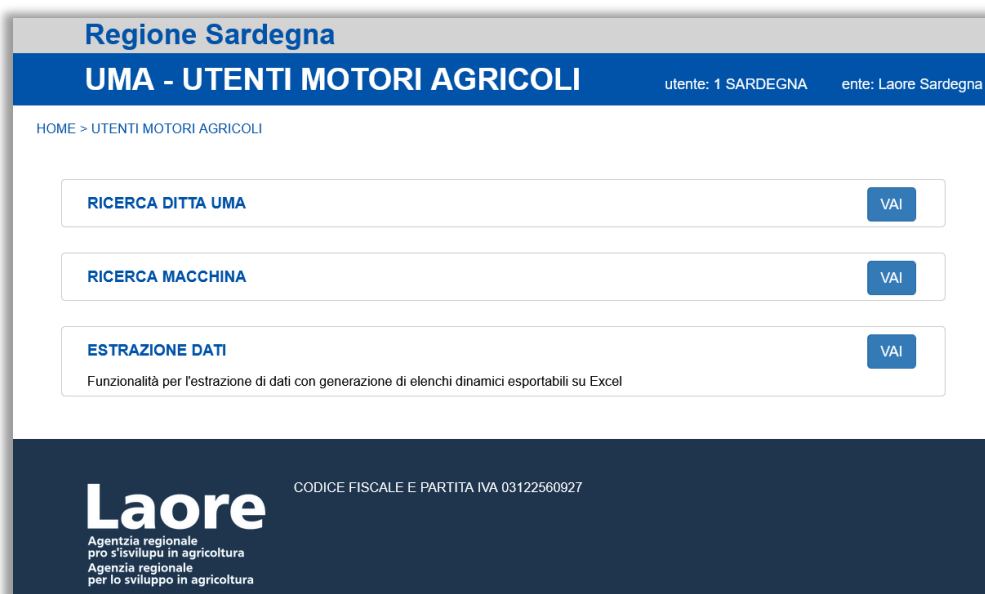 Regione Sardegna
UMA - UTENTI MOTORI AGRICOLI
utente: 1 SARDEGNA
ente: Laore Sardegna
HOME > UTENTI MOTORI AGRICOLI
RICERCA DITTA UMA
VAI
RICERCA MACCHINA
VAI
ESTRAZIONE DATI
VAI
Funzionalità per l'estrazione di dati con generazione di elenchi dinamici esportabili su Excel
Laore
CODICE FISCALE E PARTITA IVA 03122560927
Agentzia regionale
pro s'isvilupu in agricoltura
Agenzia regionale
per lo sviluppo in agricoltura